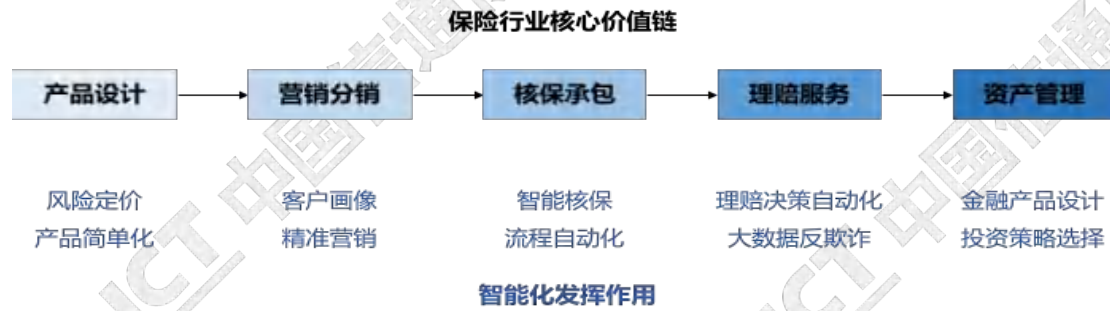 保险行业核心价值链
产品设计 营销分销 核保承包 理赔服务 资产管理
风险定价 客户画像 智能核保 理赔决策自动化 金融产品设计
产品简单化 精准营销 流程自动化 大数据反欺诈 投资策略选择
智能化发挥作用